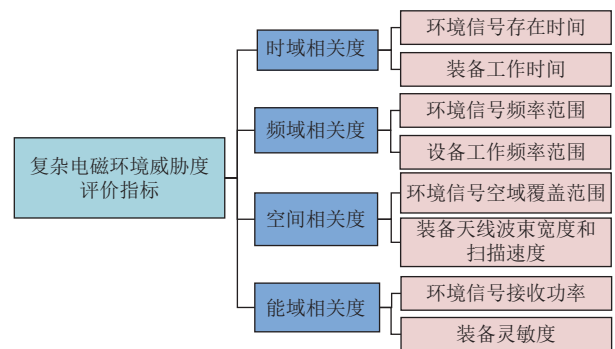 复杂电磁环境威胁度
评价指标
时域相关度
环境信号存在时间
装备工作时间
频域相关度
环境信号频率范围
设备工作频率范围
空间相关度
环境信号空域覆盖范围
装备天线波束宽度和
扫描速度
能域相关度
环境信号接收功率
装备灵敏度